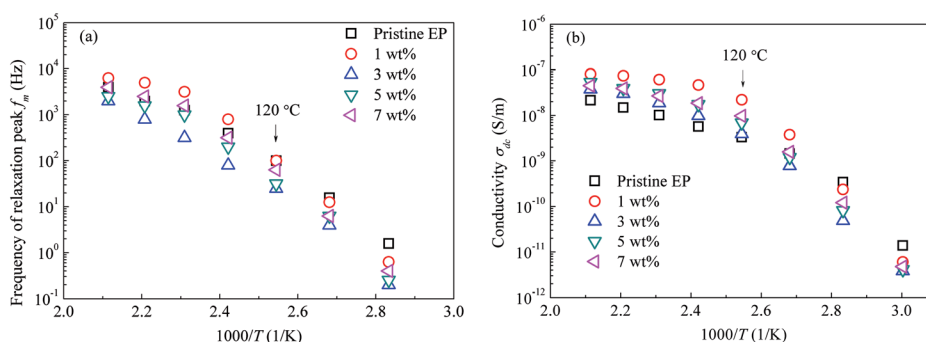 (a)
Pristine EP
1 wt%
3 wt%
5 wt%
7 wt%
120 °C
Frequency of relaxation peak fm (Hz)
10^5
10^4
10^3
10^2
10^1
10^0
10^-1
2.0
2.2
2.4
2.6
2.8
3.0
1000/T (1/K)
(b)
120 °C
Pristine EP
1 wt%
3 wt%
5 wt%
7 wt%
Conductivity σdc (S/m)
10^-6
10^-7
10^-8
10^-9
10^-10
10^-11
10^-12
2.0
2.2
2.4
2.6
2.8
3.0
1000/T (1/K)